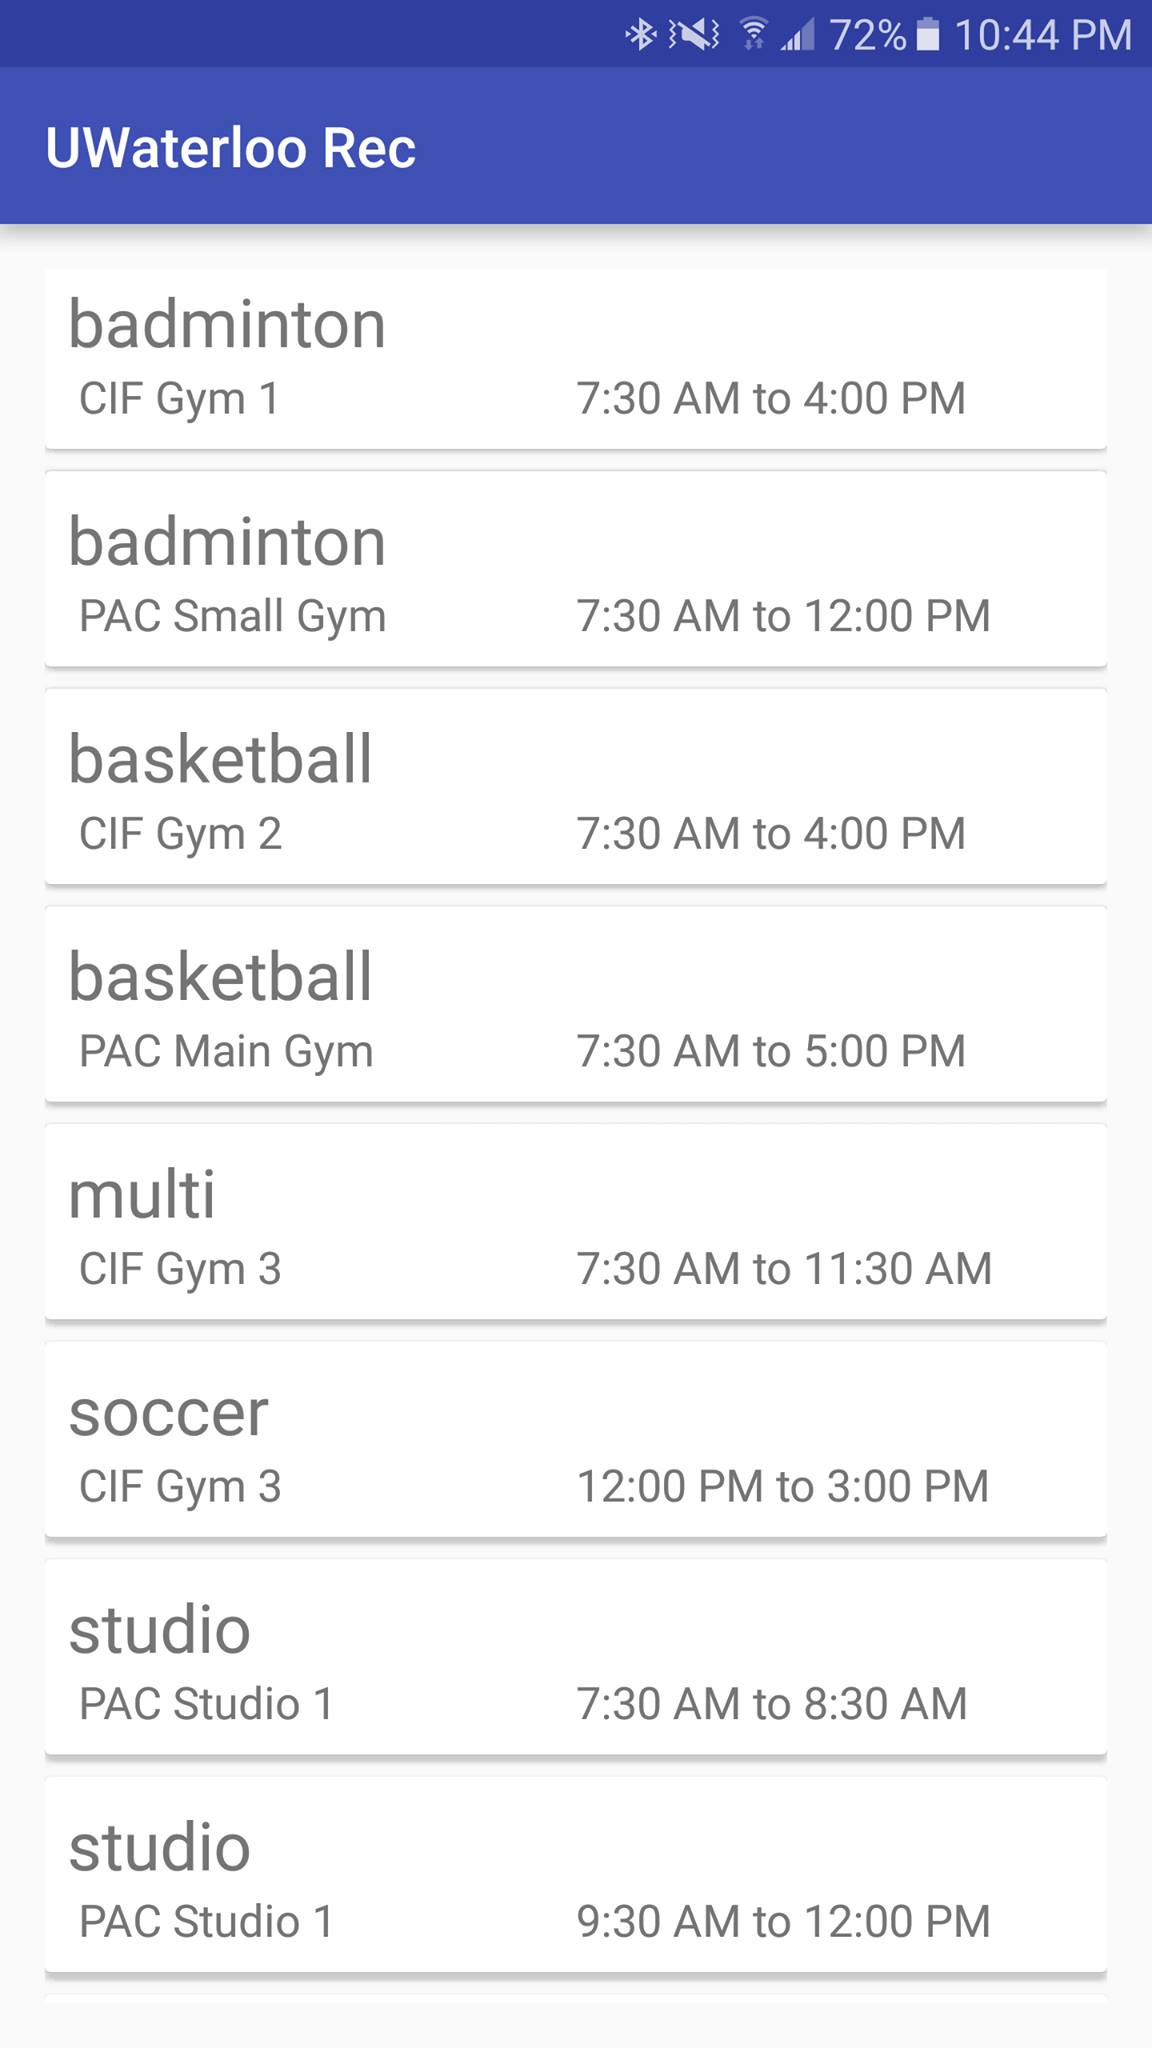 72% 10:44 PM
UWaterloo Rec
badminton
CIF Gym 1 7:30 AM to 4:00 PM
badminton
PAC Small Gym 7:30 AM to 12:00 PM
basketball
CIF Gym 2 7:30 AM to 4:00 PM
basketball
PAC Main Gym 7:30 AM to 5:00 PM
multi
CIF Gym 3 7:30 AM to 11:30 AM
soccer
CIF Gym 3 12:00 PM to 3:00 PM
studio
PAC Studio 1 7:30 AM to 8:30 AM
studio
PAC Studio 1 9:30 AM to 12:00 PM